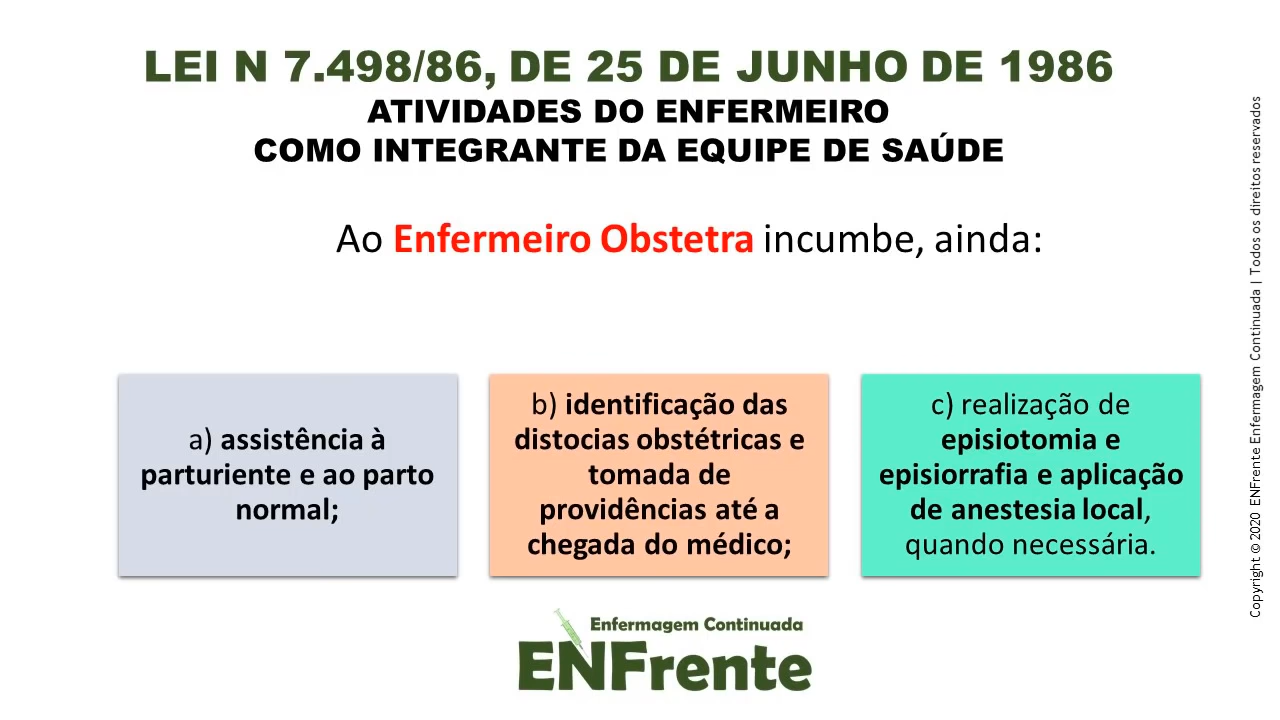 LEI N 7.498/86, DE 25 DE JUNHO DE 1986
ATIVIDADES DO ENFERMEIRO
COMO INTEGRANTE DA EQUIPE DE SAÚDE
Ao Enfermeiro Obstetra incumbe, ainda:
a) assistência à
parturiente e ao parto
normal;
b) identificação das
distocias obstétricas e
tomada de
providências até a
chegada do médico;
c) realização de
episiotomia e
episiorrafia e aplicação
de anestesia local,
quando necessária.
Enfermagem Continuada
ENFrente
Copyright © 2020 ENFrente Enfermagem Continuada | Todos os direitos reservados